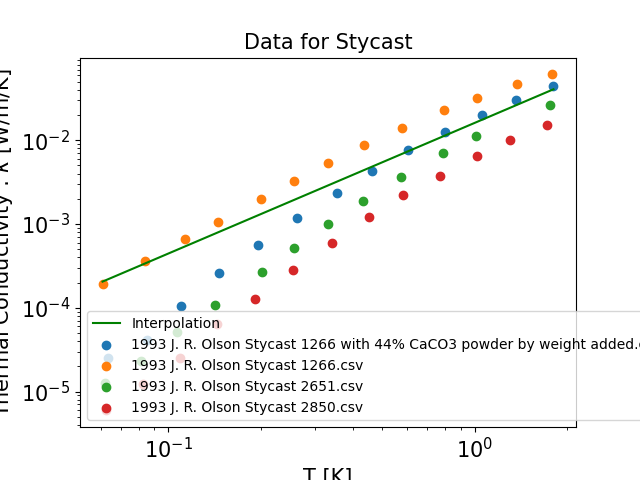 Data for Stycast
Thermal Conductivity : k [W/m/K]
10⁻²
10⁻³
10⁻⁴
10⁻⁵
Interpolation
1993 J. R. Olson Stycast 1266 with 44% CaCO3 powder by weight added.
1993 J. R. Olson Stycast 1266.csv
1993 J. R. Olson Stycast 2651.csv
1993 J. R. Olson Stycast 2850.csv
10⁻¹
10⁰
T [K]